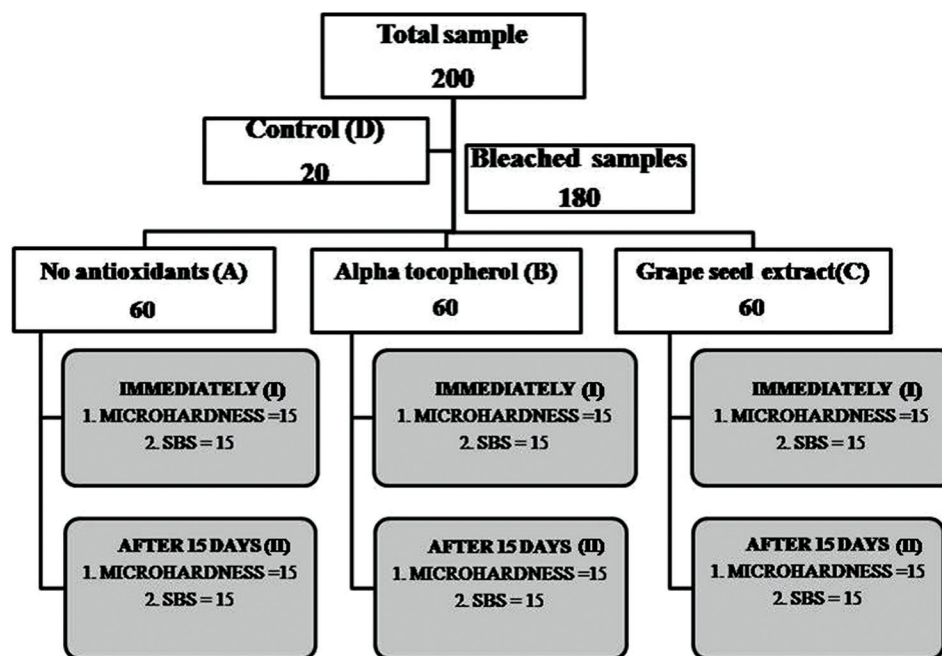 Total sample
200
Control (D)
20
Bleached samples
180
No antioxidants (A)
60
Alpha tocopherol (B)
60
Grape seed extract(C)
60
IMMEDIATELY (I)
1. MICROHARDNESS =15
2. SBS = 15
IMMEDIATELY (I)
1. MICROHARDNESS =15
2. SBS = 15
IMMEDIATELY (I)
1. MICROHARDNESS =15
2. SBS = 15
AFTER 15 DAYS (II)
1. MICROHARDNESS =15
2. SBS = 15
AFTER 15 DAYS (II)
1. MICROHARDNESS =15
2. SBS = 15
AFTER 15 DAYS (II)
1. MICROHARDNESS =15
2. SBS = 15